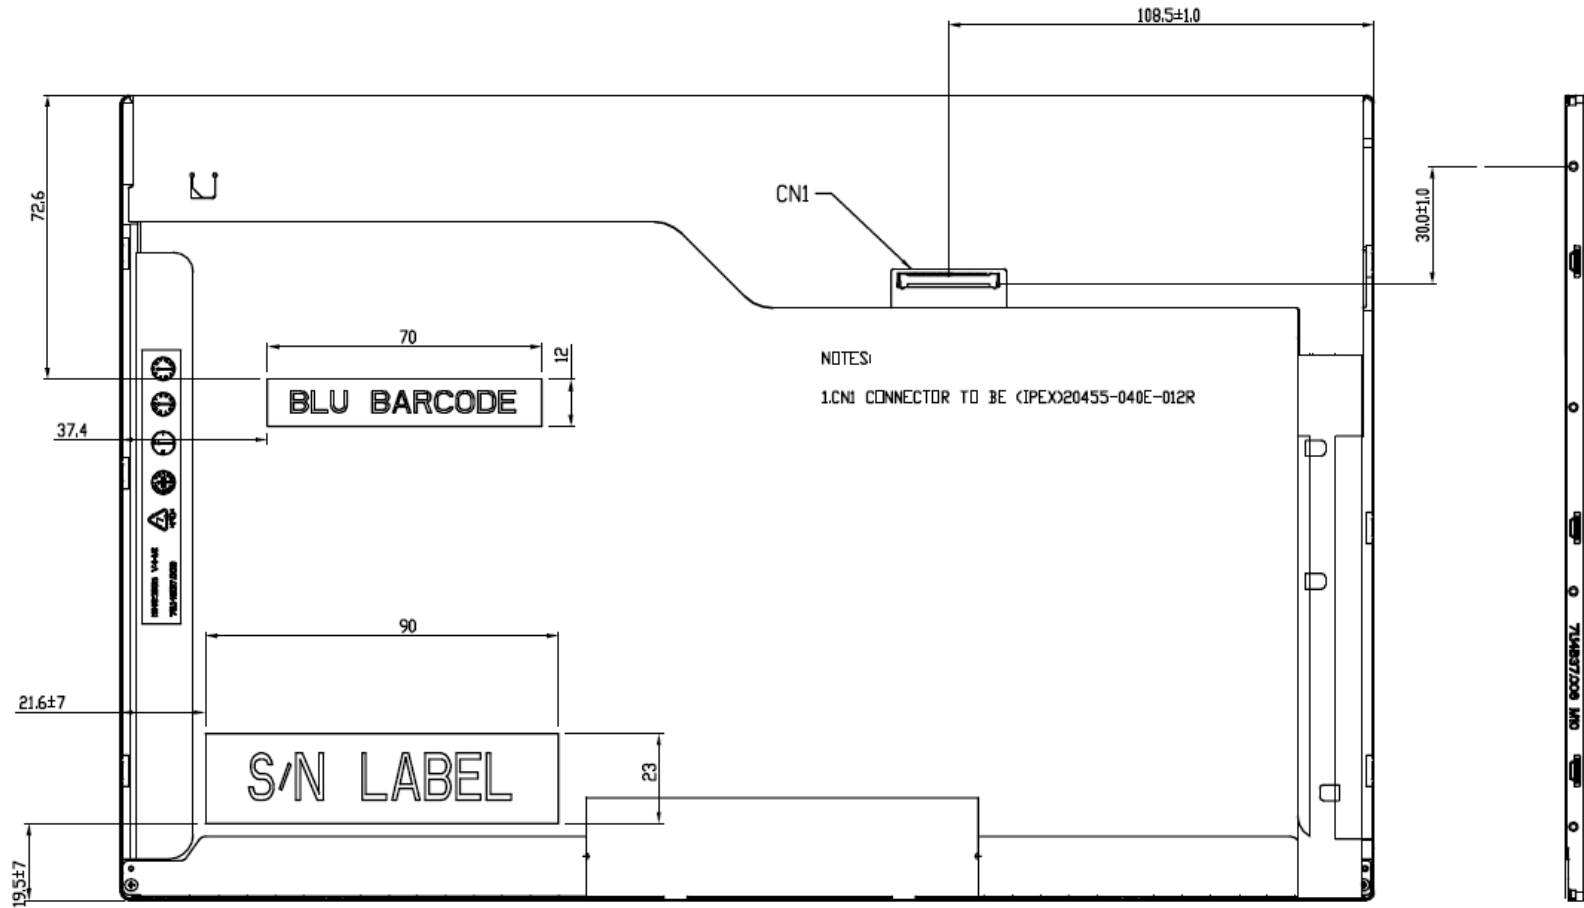 108.5±1.0
72.6
CN1
30.0±1.0
70
12
BLU BARCODE
37.4
NOTES:
1.CN1 CONNECTOR TO BE (IPEX)20455-040E-012R
90
21.6±7
S/N LABEL
23
19.5±7